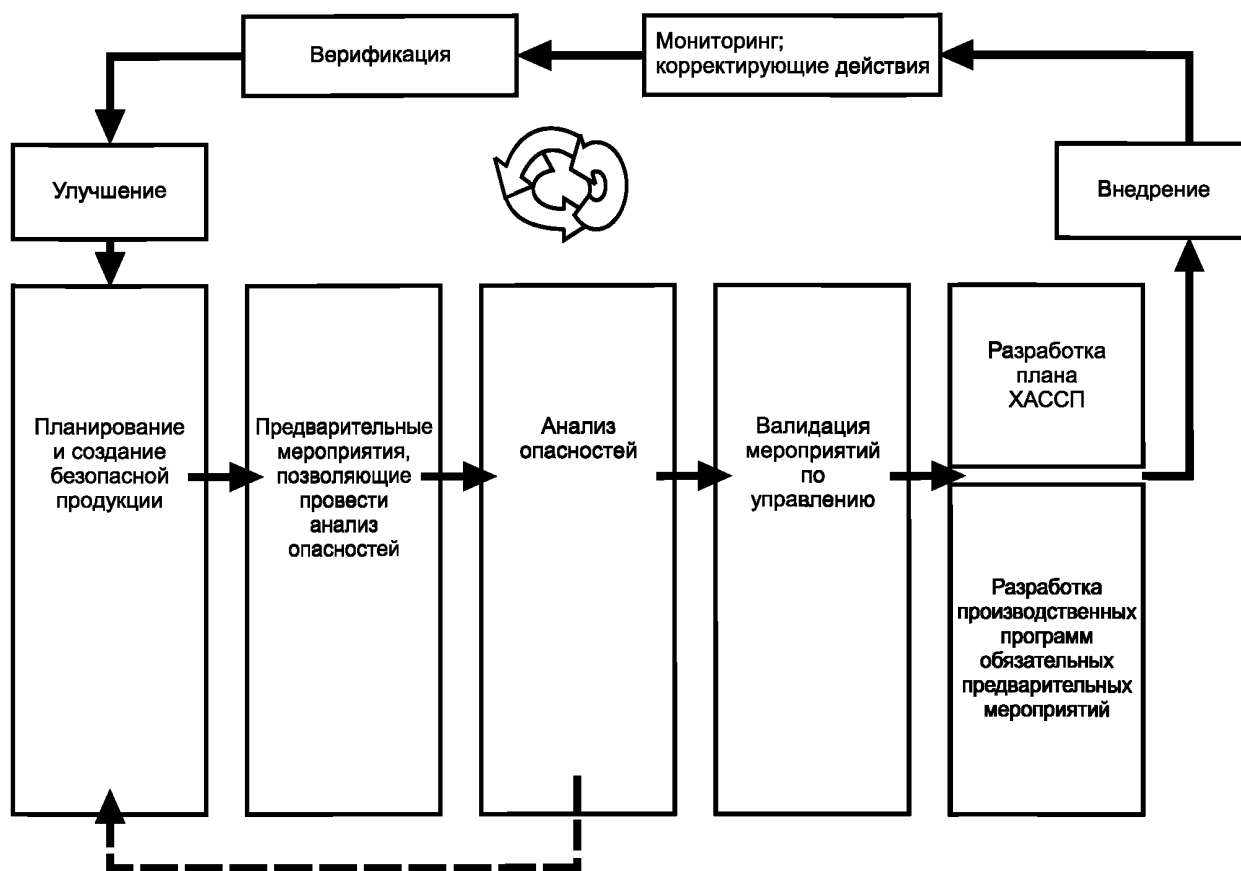 Верификация
Мониторинг;
корректирующие действия
Улучшение
Внедрение
Планирование
и создание
безопасной
продукции
Предварительные
мероприятия,
позволяющие
провести
анализ
опасностей
Анализ
опасностей
Валидация
мероприятий
по
управлению
Разработка
плана
ХАССП
Разработка
производственных
программ
обязательных
предварительных
мероприятий